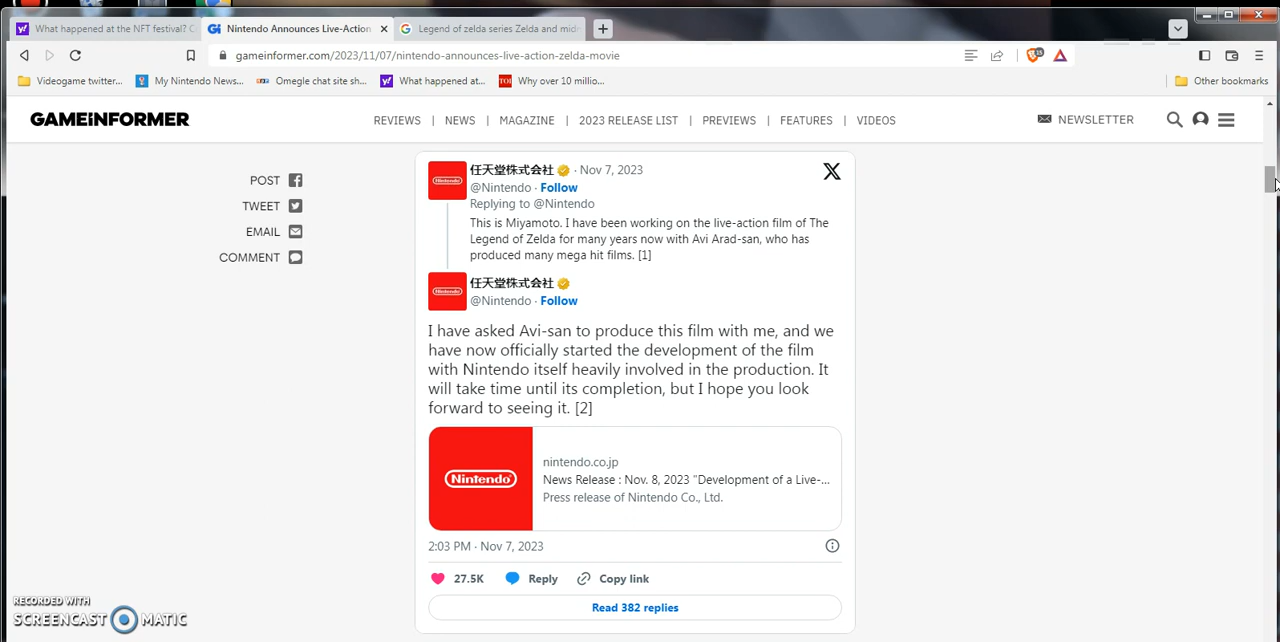 What happened at the NFT festival? C
Nintendo Announces Live-Action
Legend of zelda series Zelda and midn
gameinformer.com/2023/11/07/nintendo-announces-live-action-zelda-movie
15
Videogame twitter...
My Nintendo News...
Omegle chat site sh...
What happened at...
TOI
Why over 10 millio...
Other bookmarks
GAMEINFORMER
REVIEWS | NEWS | MAGAZINE | 2023 RELEASE LIST | PREVIEWS | FEATURES | VIDEOS
NEWSLETTER
POST
TWEET
EMAIL
COMMENT
Nintendo
任天堂株式会社 · Nov 7, 2023
@Nintendo · Follow
Replying to @Nintendo
This is Miyamoto. I have been working on the live-action film of The
Legend of Zelda for many years now with Avi Arad-san, who has
produced many mega hit films. [1]
Nintendo
任天堂株式会社
@Nintendo · Follow
I have asked Avi-san to produce this film with me, and we
have now officially started the development of the film
with Nintendo itself heavily involved in the production. It
will take time until its completion, but I hope you look
forward to seeing it. [2]
Nintendo
nintendo.co.jp
News Release : Nov. 8, 2023 "Development of a Live-...
Press release of Nintendo Co., Ltd.
2:03 PM · Nov 7, 2023
27.5K
Reply
Copy link
Read 382 replies
RECORDED WITH
SCREENCAST MATIC